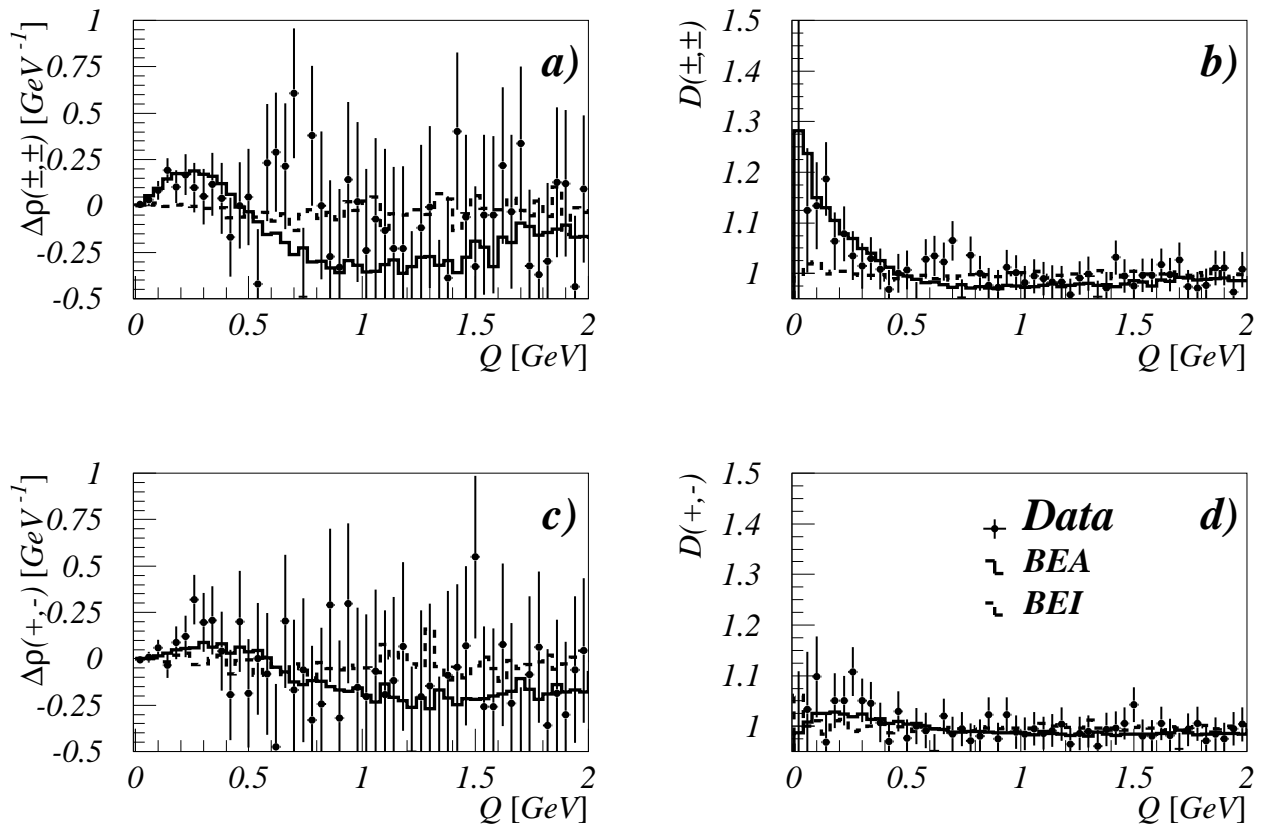 a)
Δρ(±,±) [GeV⁻¹]
1
0.75
0.5
0.25
0
-0.25
-0.5
0 0.5 1 1.5 2
Q [GeV]
b)
D(±,±)
1.5
1.4
1.3
1.2
1.1
1
0 0.5 1 1.5 2
Q [GeV]
c)
Δρ(+,-) [GeV⁻¹]
1
0.75
0.5
0.25
0
-0.25
-0.5
0 0.5 1 1.5 2
Q [GeV]
d)
D(+,-)
1.5
1.4
1.3
1.2
1.1
1
Data
BEA
BEI
0 0.5 1 1.5 2
Q [GeV]